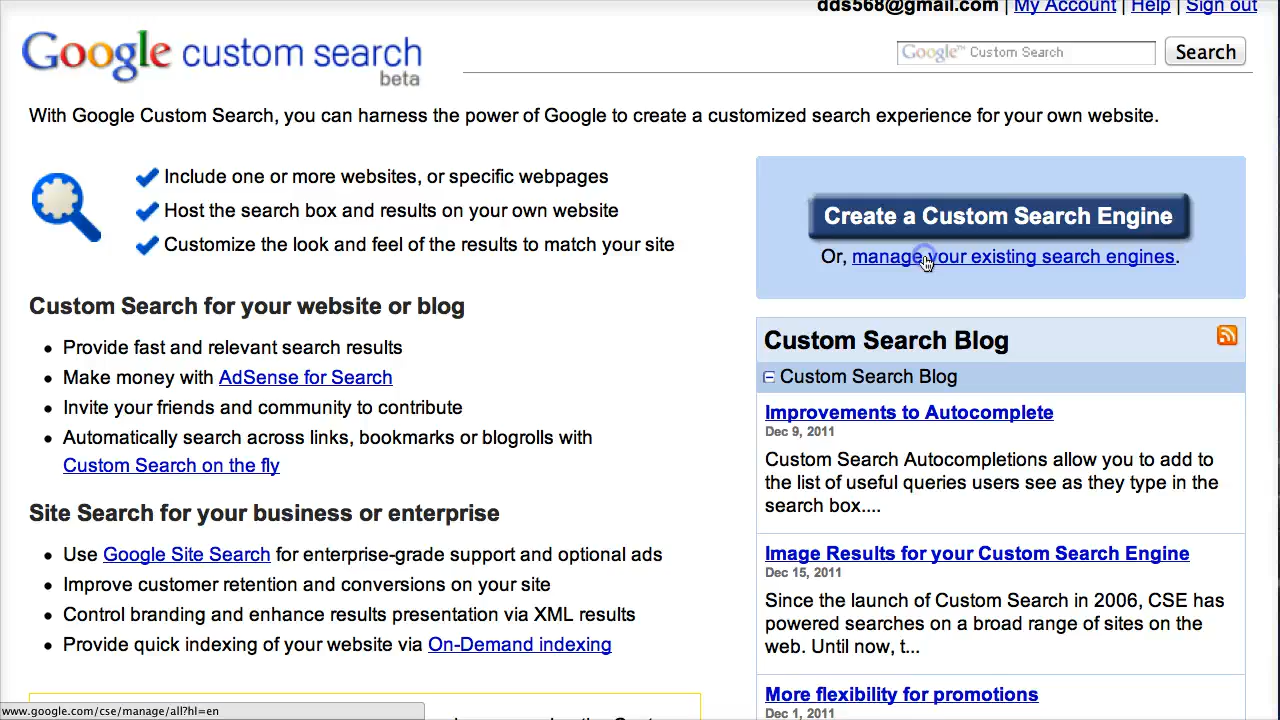 dds568@gmail.com | My Account | Help | Sign out
Google custom search
beta
Google™ Custom Search
Search
With Google Custom Search, you can harness the power of Google to create a customized search experience for your own website.
Include one or more websites, or specific webpages
Host the search box and results on your own website
Customize the look and feel of the results to match your site
Create a Custom Search Engine
Or, manage your existing search engines.
Custom Search for your website or blog
Provide fast and relevant search results
Make money with AdSense for Search
Invite your friends and community to contribute
Automatically search across links, bookmarks or blogrolls with
Custom Search on the fly
Site Search for your business or enterprise
Use Google Site Search for enterprise-grade support and optional ads
Improve customer retention and conversions on your site
Control branding and enhance results presentation via XML results
Provide quick indexing of your website via On-Demand indexing
Custom Search Blog
Custom Search Blog
Improvements to Autocomplete
Dec 9, 2011
Custom Search Autocompletions allow you to add to
the list of useful queries users see as they type in the
search box....
Image Results for your Custom Search Engine
Dec 15, 2011
Since the launch of Custom Search in 2006, CSE has
powered searches on a broad range of sites on the
web. Until now, t...
More flexibility for promotions
Dec 1, 2011
www.google.com/cse/manage/all?hl=en